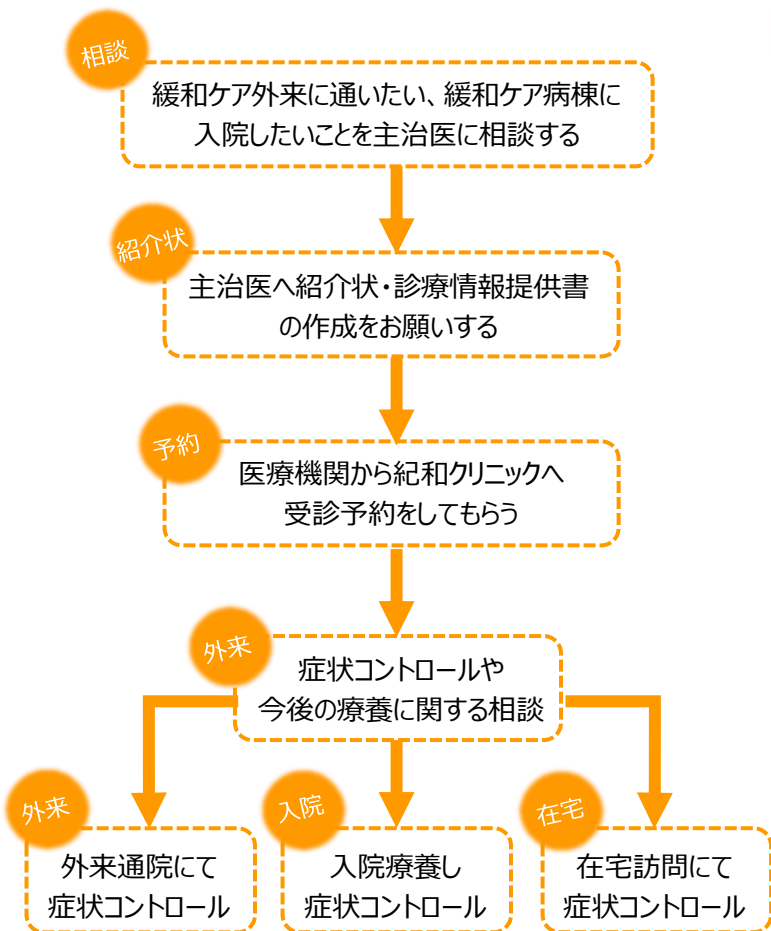 相談
緩和ケア外来に通いたい、緩和ケア病棟に
入院したいことを主治医に相談する
紹介状
主治医へ紹介状・診療情報提供書
の作成をお願いする
予約
医療機関から紀和クリニックへ
受診予約をしてもらう
外来
症状コントロールや
今後の療養に関する相談
外来
外来通院にて
症状コントロール
入院
入院療養し
症状コントロール
在宅
在宅訪問にて
症状コントロール